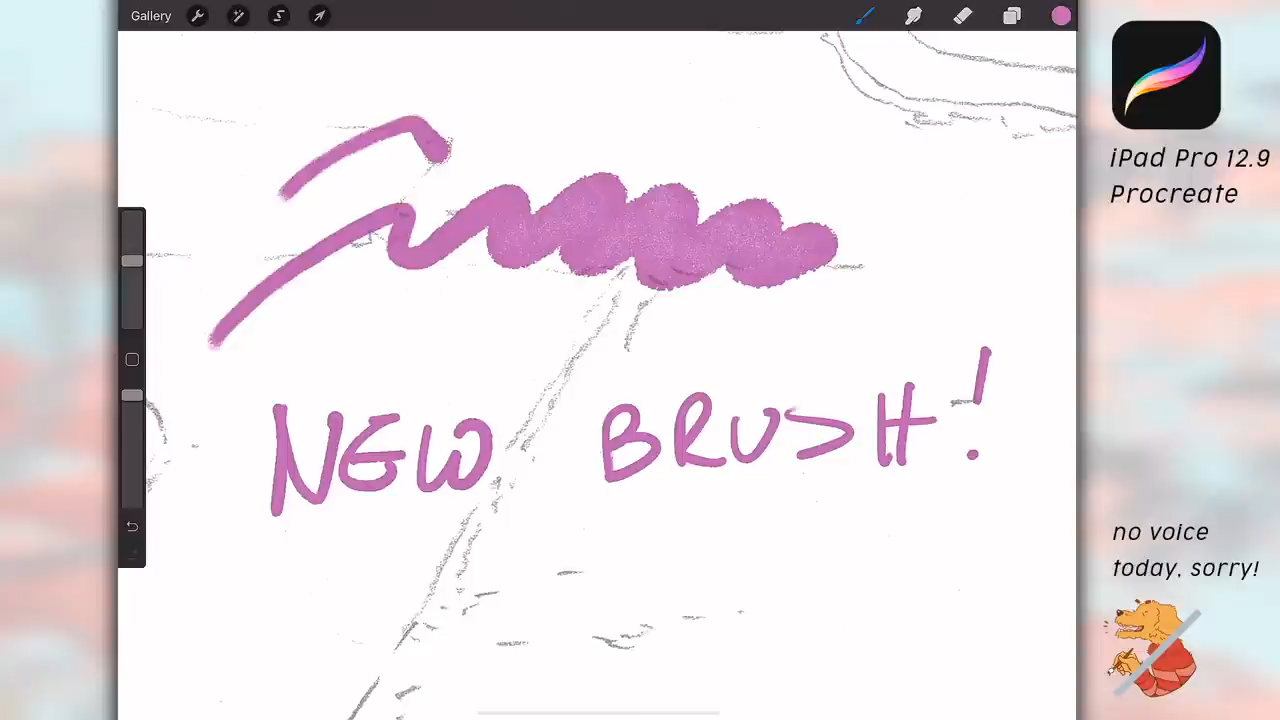 Gallery
iPad Pro 12.9
Procreate
NEW BRUSH!
no voice
today, sorry!